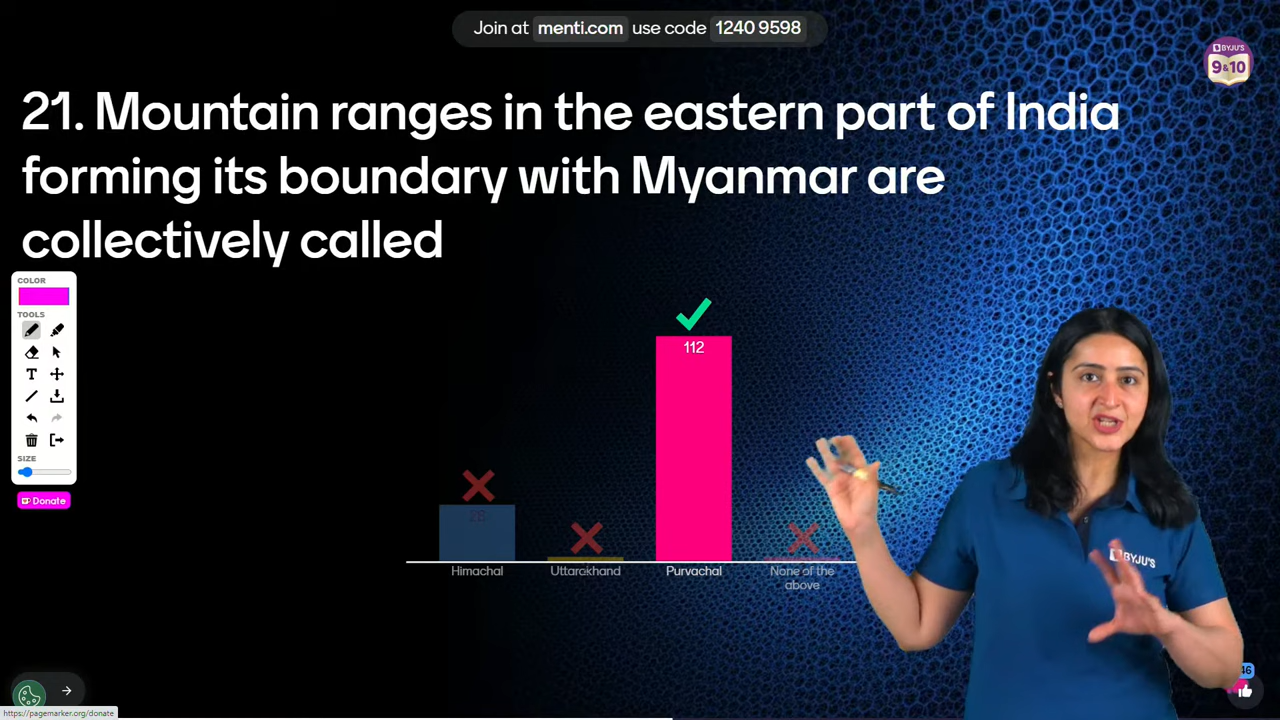 Join at menti.com use code 1240 9598
BYJU'S
9&10
21. Mountain ranges in the eastern part of India
forming its boundary with Myanmar are
collectively called
COLOR
TOOLS
T
SIZE
Donate
112
28
Himachal
Uttarakhand
Purvachal
None of the
above
BYJU'S
46
https://pagemarker.org/donate